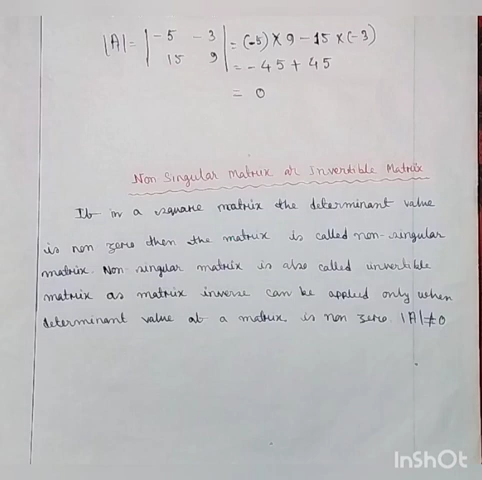 |A| = | -5 -3 | = (-5) × 9 - 15 × (-3)
15 9 = -45 + 45
= 0
Non Singular Matrix or Invertible Matrix
If in a square matrix the determinant value
is non zero then the matrix is called non-singular
matrix. Non singular matrix is also called invertible
matrix as matrix inverse can be applied only when
determinant value of a matrix is non zero |A|≠0
InShOt